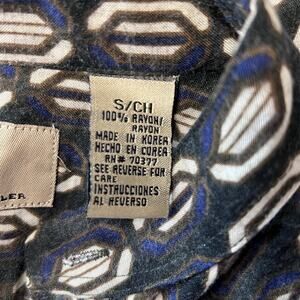 S/CH
100% RAYON/
RAYON
MADE IN KOREA
HECHO EN COREA
RN# 70377
SEE REVERSE FOR
CARE
INSTRUCCIONES
AL REVERSO
LER